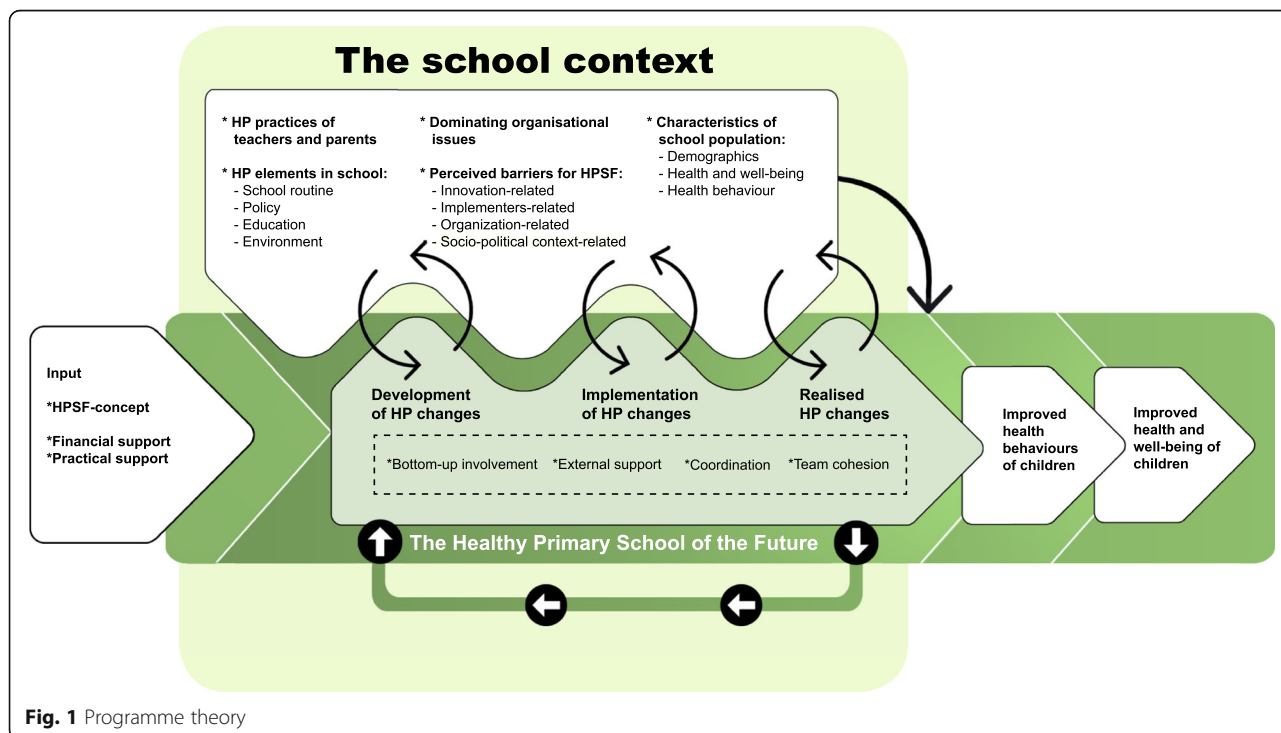 The school context
* HP practices of
teachers and parents
* HP elements in school:
- School routine
- Policy
- Education
- Environment
* Dominating organisational
issues
* Perceived barriers for HPSF:
- Innovation-related
- Implementers-related
- Organization-related
- Socio-political context-related
* Characteristics of
school population:
- Demographics
- Health and well-being
- Health behaviour
Input
*HPSF-concept
*Financial support
*Practical support
Development
of HP changes
Implementation
of HP changes
Realised
HP changes
*Bottom-up involvement
*External support
*Coordination
*Team cohesion
Improved
health
behaviours
of children
Improved
health and
well-being of
children
The Healthy Primary School of the Future
Fig. 1 Programme theory